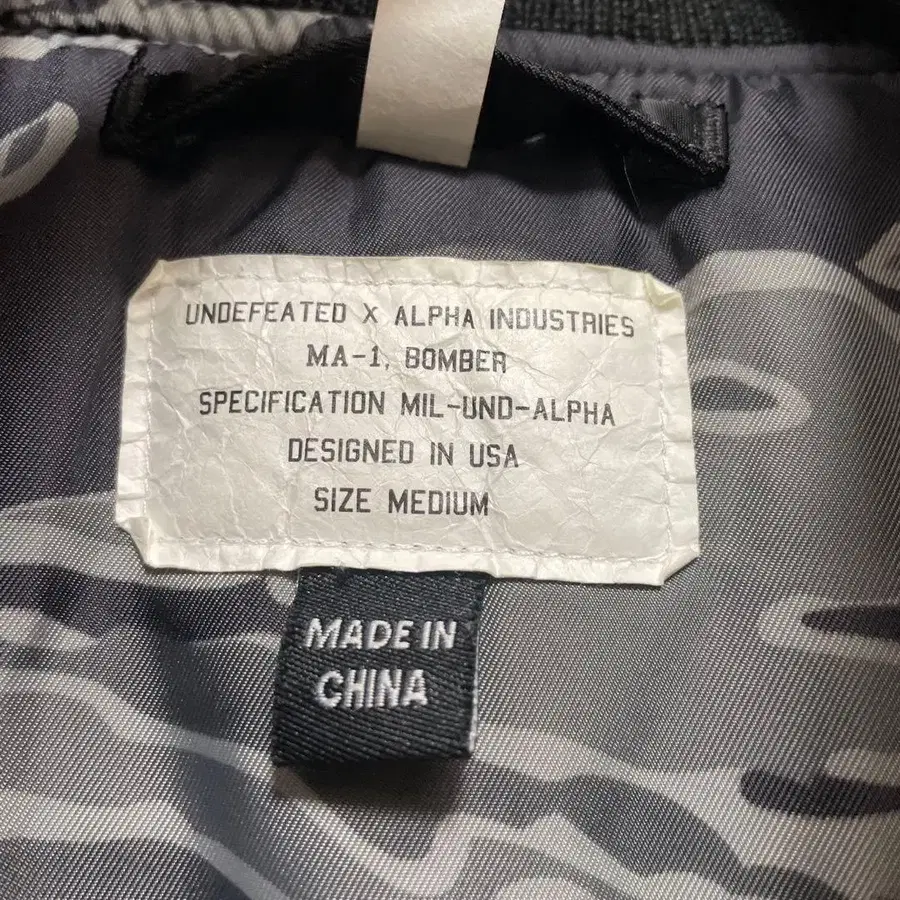 UNDEFEATED X ALPHA INDUSTRIES
MA-1, BOMBER
SPECIFICATION MIL-UND-ALPHA
DESIGNED IN USA
SIZE MEDIUM
MADE IN
CHINA